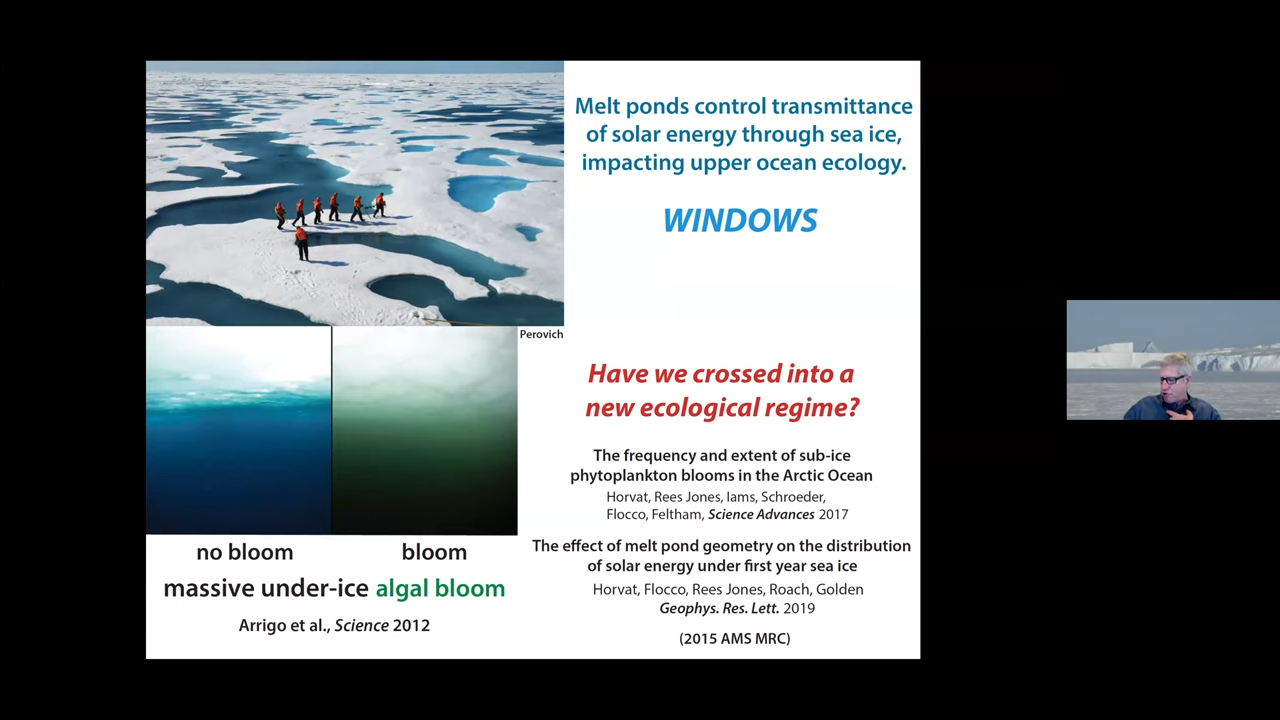 Melt ponds control transmittance
of solar energy through sea ice,
impacting upper ocean ecology.
WINDOWS
Perovich
Have we crossed into a
new ecological regime?
The frequency and extent of sub-ice
phytoplankton blooms in the Arctic Ocean
Horvat, Rees Jones, Iams, Schroeder,
Flocco, Feltham, Science Advances 2017
The effect of melt pond geometry on the distribution
of solar energy under first year sea ice
Horvat, Flocco, Rees Jones, Roach, Golden
Geophys. Res. Lett. 2019
(2015 AMS MRC)
no bloom
bloom
massive under-ice algal bloom
Arrigo et al., Science 2012